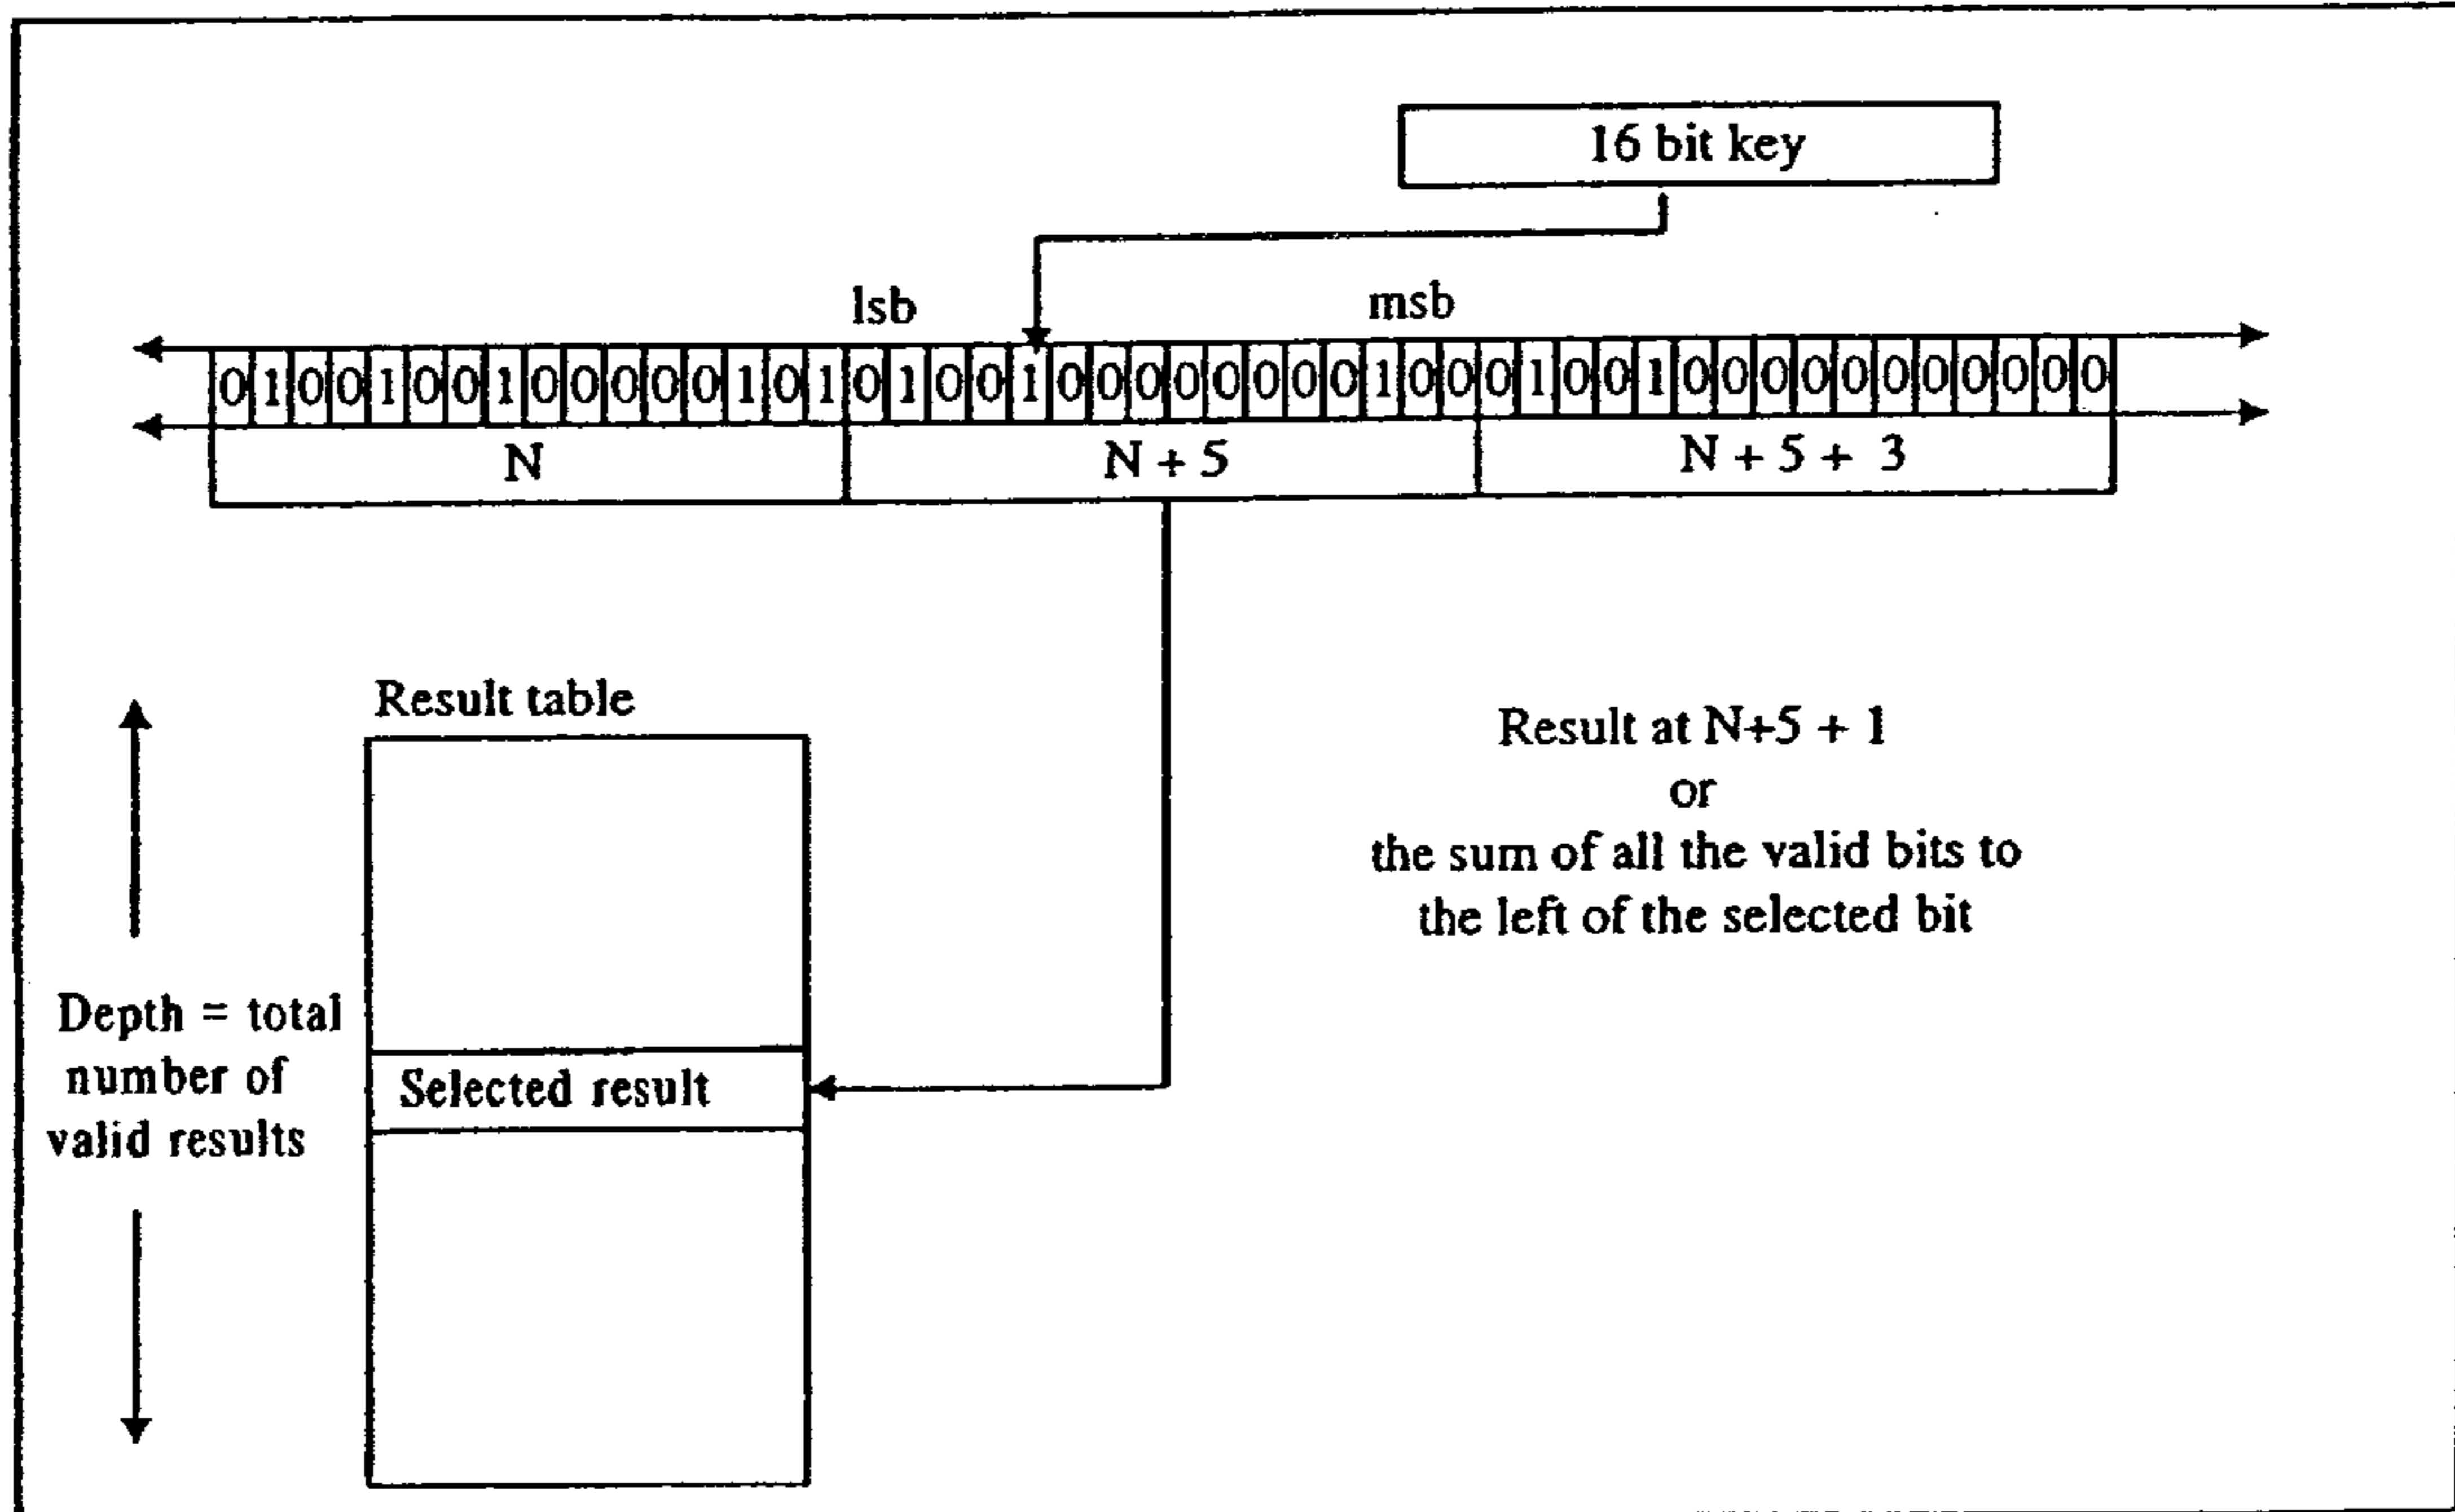 16 bit key
lsb msb
0 1 0 0 1 0 0 1 0 0 0 0 0 1 0 1 0 1 0 0 1 0 0 0 0 0 0 0 0 1 0 0 0 1 0 0 1 0 0 0 0 0 0 0 0 0 0 0
N N + 5 N + 5 + 3
Result table
Result at N+5 + 1
or
the sum of all the valid bits to
the left of the selected bit
Depth = total
number of
valid results
Selected result